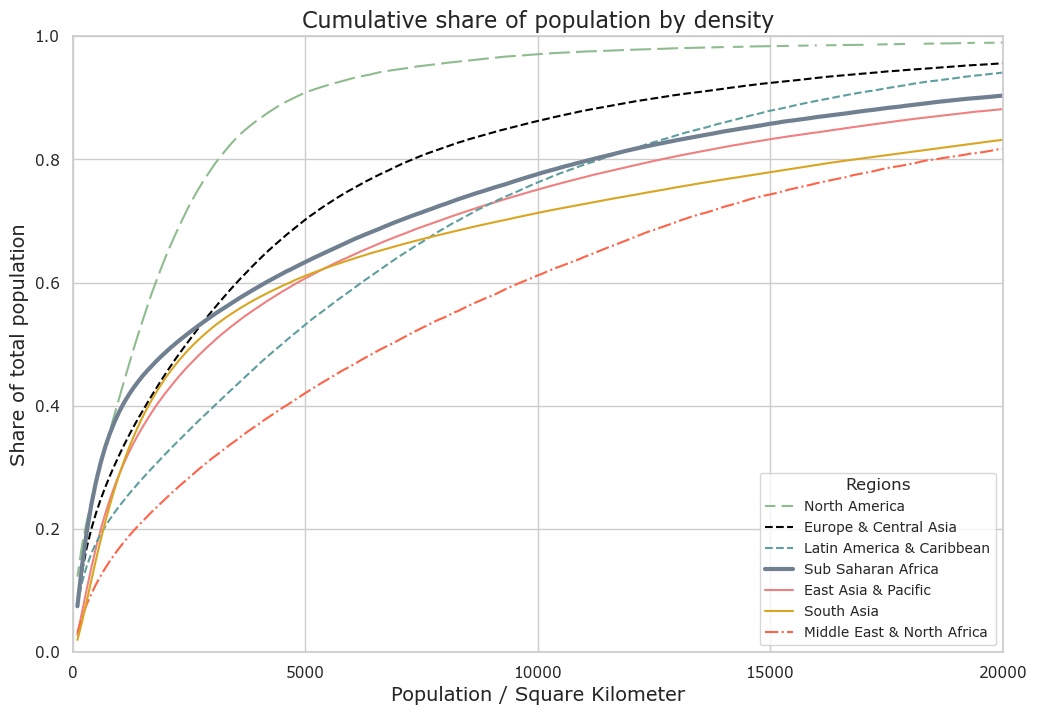 Cumulative share of population by density
1.0
0.8
0.6
0.4
0.2
0.0
Share of total population
0
5000
10000
15000
20000
Population / Square Kilometer
Regions
North America
Europe & Central Asia
Latin America & Caribbean
Sub Saharan Africa
East Asia & Pacific
South Asia
Middle East & North Africa